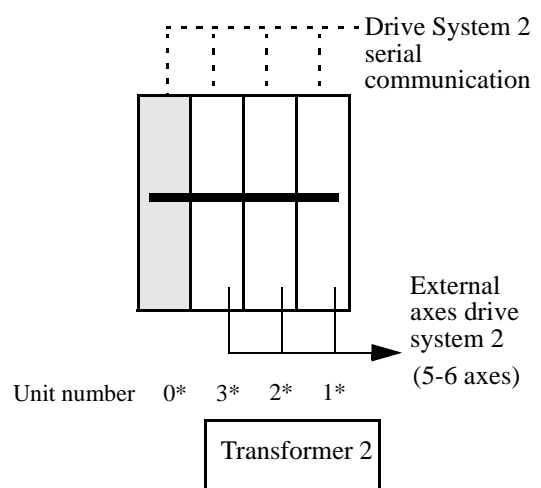 Drive System 2
serial
communication
External
axes drive
system 2
(5-6 axes)
Unit number 0* 3* 2* 1*
Transformer 2